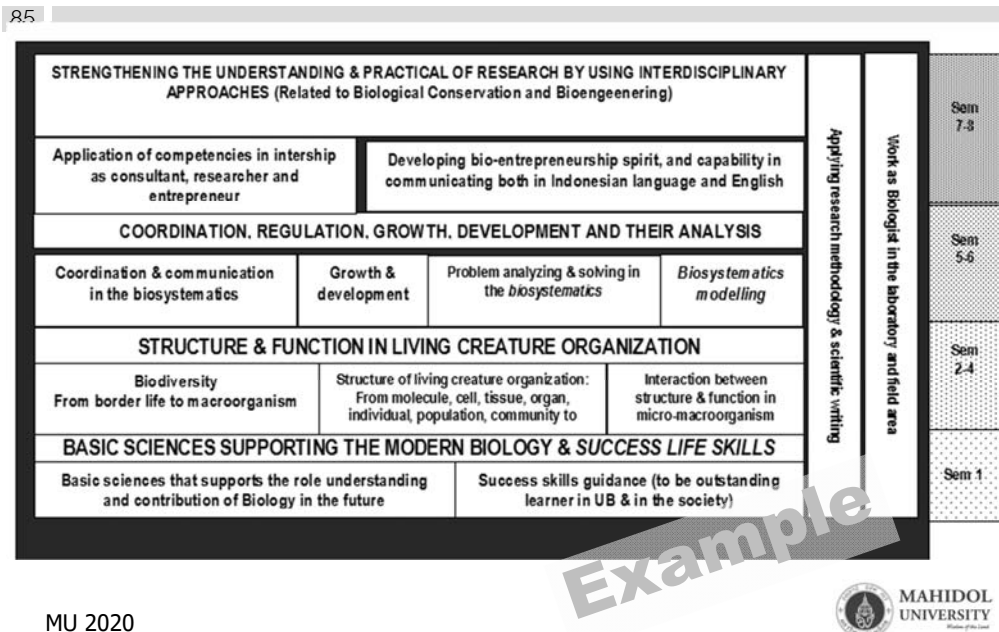 85
STRENGTHENING THE UNDERSTANDING & PRACTICAL OF RESEARCH BY USING INTERDISCIPLINARY
APPROACHES (Related to Biological Conservation and Bioengeenering)
Application of competencies in intership
as consultant, researcher and
entrepreneur
Developing bio-entrepreneurship spirit, and capability in
communicating both in Indonesian language and English
COORDINATION, REGULATION, GROWTH, DEVELOPMENT AND THEIR ANALYSIS
Coordination & communication
in the biosystematics
Growth &
development
Problem analyzing & solving in
the biosystematics
Biosystematics
modelling
STRUCTURE & FUNCTION IN LIVING CREATURE ORGANIZATION
Biodiversity
From border life to macroorganism
Structure of living creature organization:
From molecule, cell, tissue, organ,
individual, population, community to
Interaction between
structure & function in
micro-macroorganism
BASIC SCIENCES SUPPORTING THE MODERN BIOLOGY & SUCCESS LIFE SKILLS
Basic sciences that supports the role understanding
and contribution of Biology in the future
Success skills guidance (to be outstanding
learner in UB & in the society)
Applying research methodology & scientific writing
Work as Biologist in the laboratory and field area
Sem
7-8
Sem
5-6
Sem
2-4
Sem 1
Example
MU 2020
MAHIDOL
UNIVERSITY
Wisdom of the Land